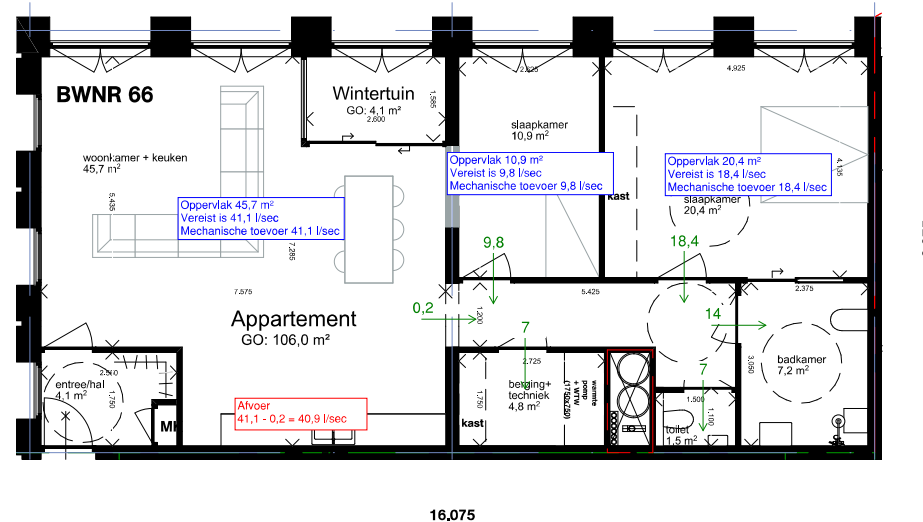 2.825
4.925
BWNR 66
Wintertuin
GO: 4,1 m²
2,600
1,565
slaapkamer
10,9 m²
woonkamer + keuken
45,7 m²
Oppervlak 10,9 m²
Vereist is 9,8 l/sec
Mechanische toevoer 9,8 l/sec
Oppervlak 20,4 m²
Vereist is 18,4 l/sec
Mechanische toevoer 18,4 l/sec
4,135
kast
slaapkamer
20,4 m²
5,435
Oppervlak 45,7 m²
Vereist is 41,1 l/sec
Mechanische toevoer 41,1 l/sec
7,285
9,8
18,4
7.575
5.425
2.375
0,2
1,200
14
Appartement
GO: 106,0 m²
7
2.725
badkamer
7,2 m²
3,050
2.510
entree/hal
4,1 m²
1,750
berging+
techniek
4,8 m²
1,750
warmte
pomp
+ WTW
(1750x750)
7
1.500
1,100
Afvoer
41,1 - 0,2 = 40,9 l/sec
MK
kast
toilet
1,5 m²
16,075